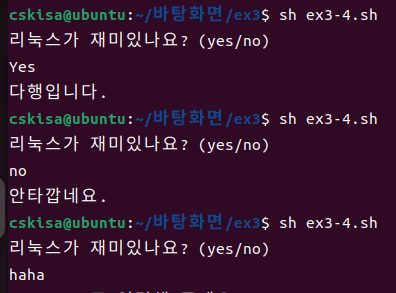 cskisa@ubuntu:~/바탕화면/ex3$ sh ex3-4.sh
리눅스가 재미있나요? (yes/no)
Yes
다행입니다.
cskisa@ubuntu:~/바탕화면/ex3$ sh ex3-4.sh
리눅스가 재미있나요? (yes/no)
no
안타깝네요.
cskisa@ubuntu:~/바탕화면/ex3$ sh ex3-4.sh
리눅스가 재미있나요? (yes/no)
haha